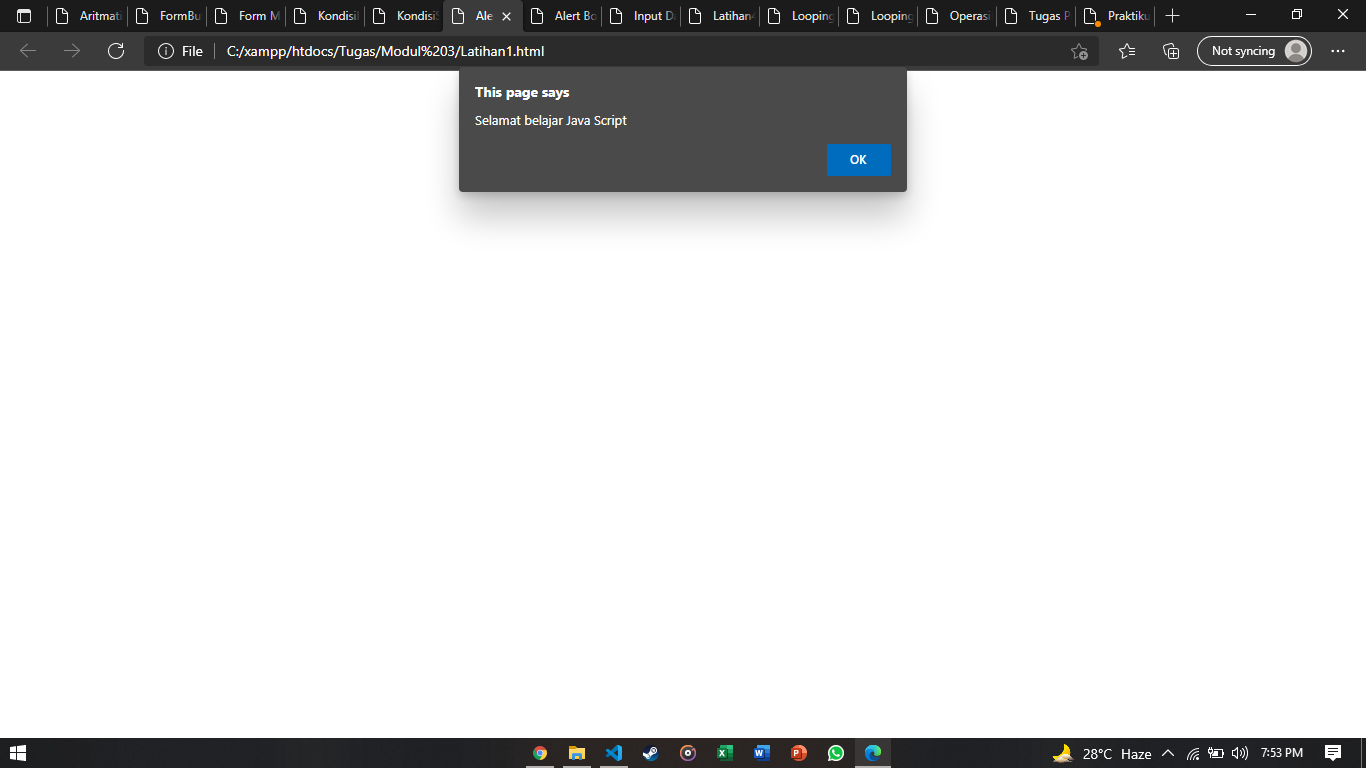 Aritmati FormBu Form M Kondisi Kondisi Ale Alert Bo Input D Latihan Looping Looping Operasi Tugas P Praktiku
File C:/xampp/htdocs/Tugas/Modul%203/Latihan1.html Not syncing
This page says
Selamat belajar Java Script
OK
28°C Haze 7:53 PM